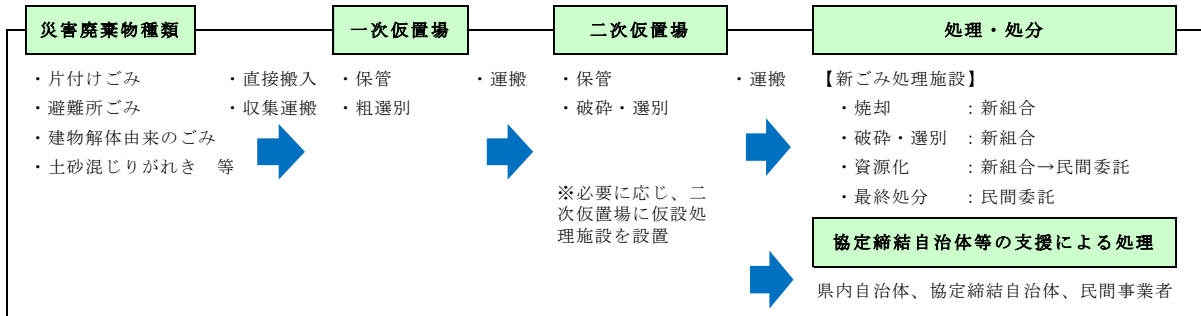 災害廃棄物種類
・片付けごみ
・避難所ごみ
・建物解体由来のごみ
・土砂混じりがれき　等
・直接搬入
・収集運搬
一次仮置場
・保管
・粗選別
・運搬
二次仮置場
・保管
・破砕・選別
※必要に応じ、二
次仮置場に仮設処
理施設を設置
・運搬
処理・処分
【新ごみ処理施設】
・焼却　　　：新組合
・破砕・選別　：新組合
・資源化　　：新組合→民間委託
・最終処分　：民間委託
協定締結自治体等の支援による処理
県内自治体、協定締結自治体、民間事業者